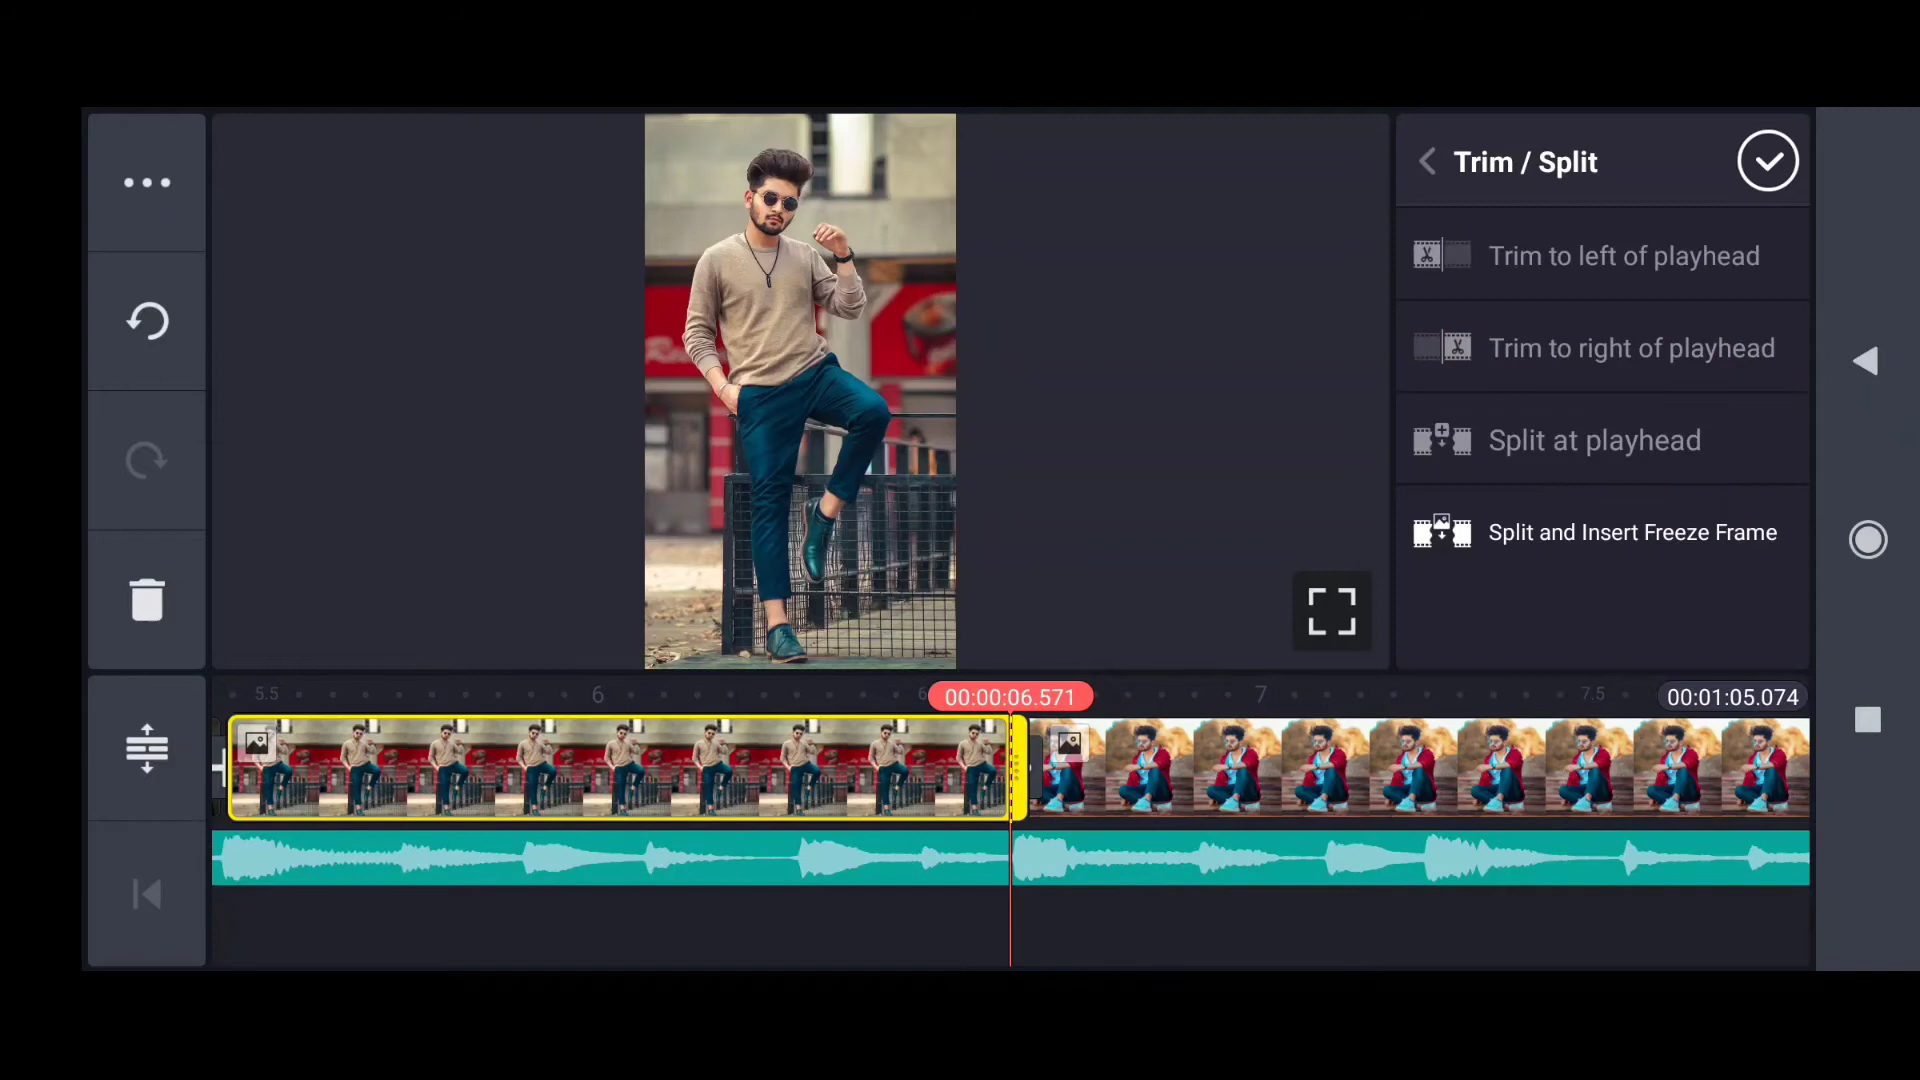 Trim / Split
Trim to left of playhead
Trim to right of playhead
Split at playhead
Split and Insert Freeze Frame
5.5
6
00:00:06.571
7
7.5
00:01:05.074